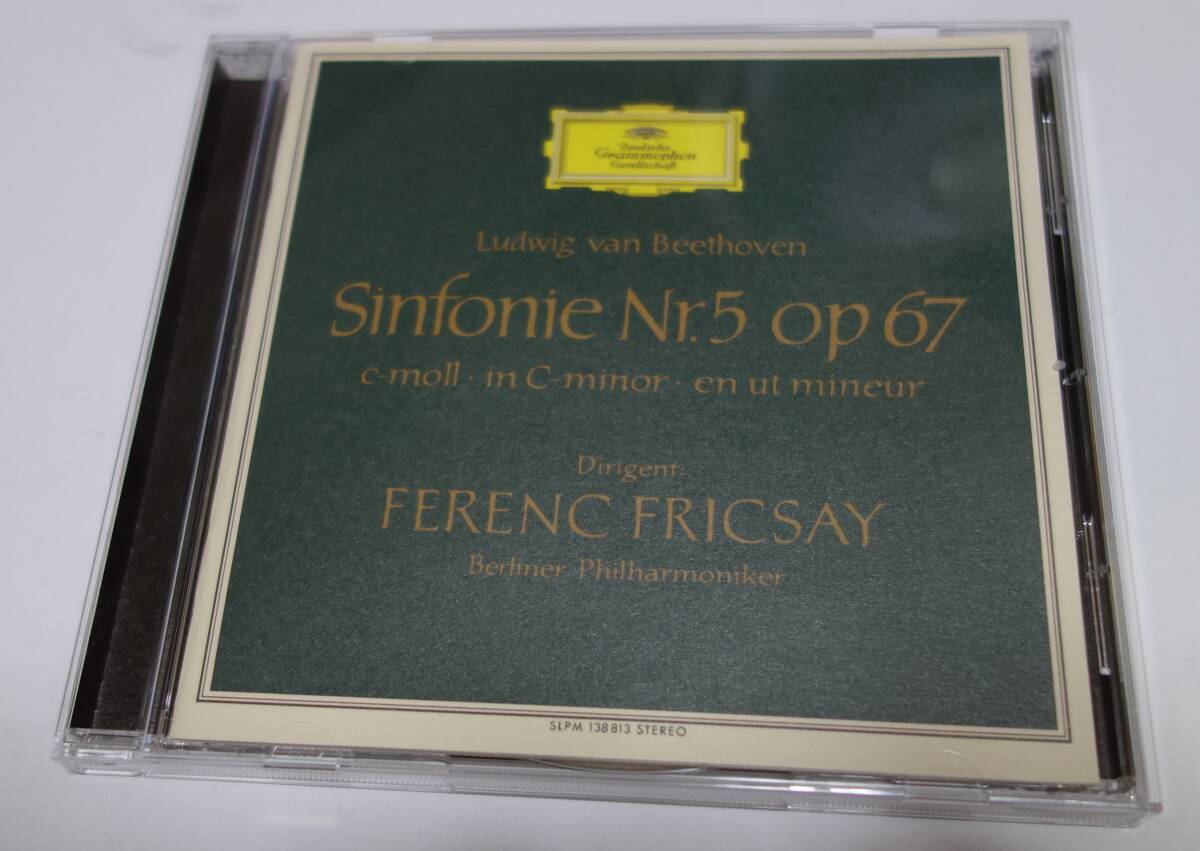 Deutsche
Grammophon
Gesellschaft
Ludwig van Beethoven
Sinfonie Nr.5 op 67
c-moll · in C-minor · en ut mineur
Dirigent:
FERENC FRICSAY
Berliner Philharmoniker
SLPM 138 813 STEREO